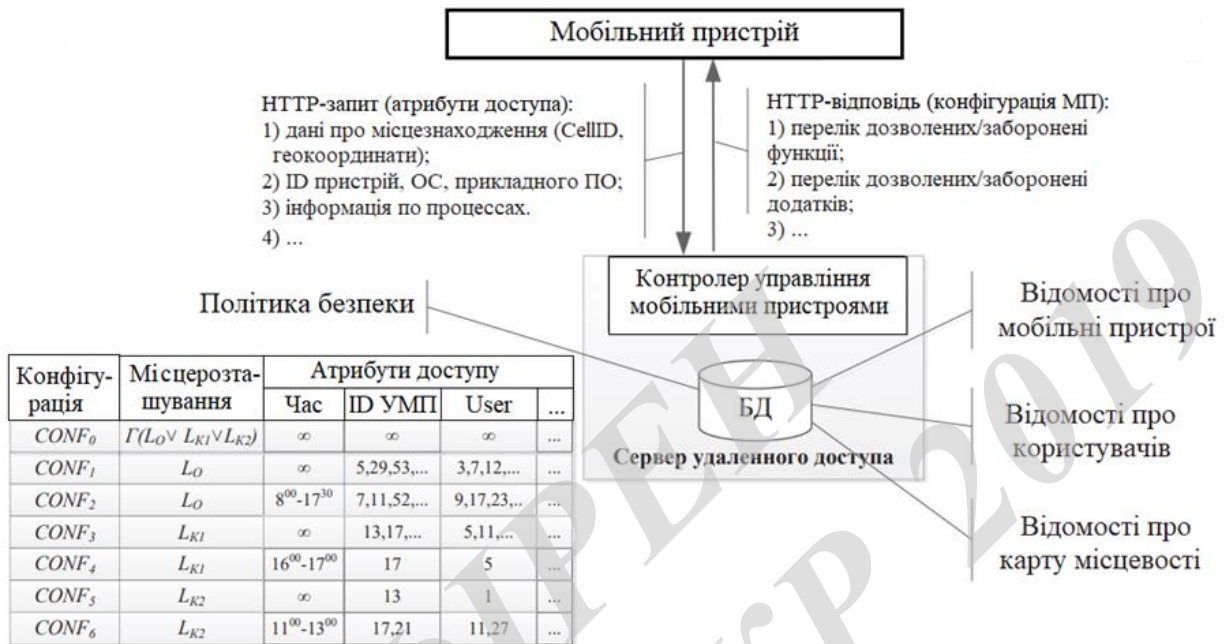 Мобільний пристрій
HTTP-запит (атрибути доступа):
1) дані про місцезнаходження (CellID,
геокоординати);
2) ID пристрій, ОС, прикладного ПО;
3) інформація по процессах.
4) ...
HTTP-відповідь (конфігурація МП):
1) перелік дозволених/заборонені
функції;
2) перелік дозволених/заборонені
додатків;
3) ...
Контролер управління
мобільними пристроями
Політика безпеки
БД
Сервер удаленного доступа
Відомості про
мобільні пристрої
Відомості про
користувачів
Відомості про
карту місцевості
Конфігу-
рація
Місцерозта-
шування
Атрибути доступу
Час ID УМП User ...
CONF0 Г(LO∨ LK1∨LK2) ∞ ∞ ∞ ...
CONF1 LO ∞ 5,29,53,... 3,7,12,... ...
CONF2 LO 8⁰⁰-17³⁰ 7,11,52,... 9,17,23,.. ...
CONF3 LK1 ∞ 13,17,... 5,11,... ...
CONF4 LK1 16⁰⁰-17⁰⁰ 17 5 ...
CONF5 LK2 ∞ 13 1 ...
CONF6 LK2 11⁰⁰-13⁰⁰ 17,21 11,27 ...
2019
2019